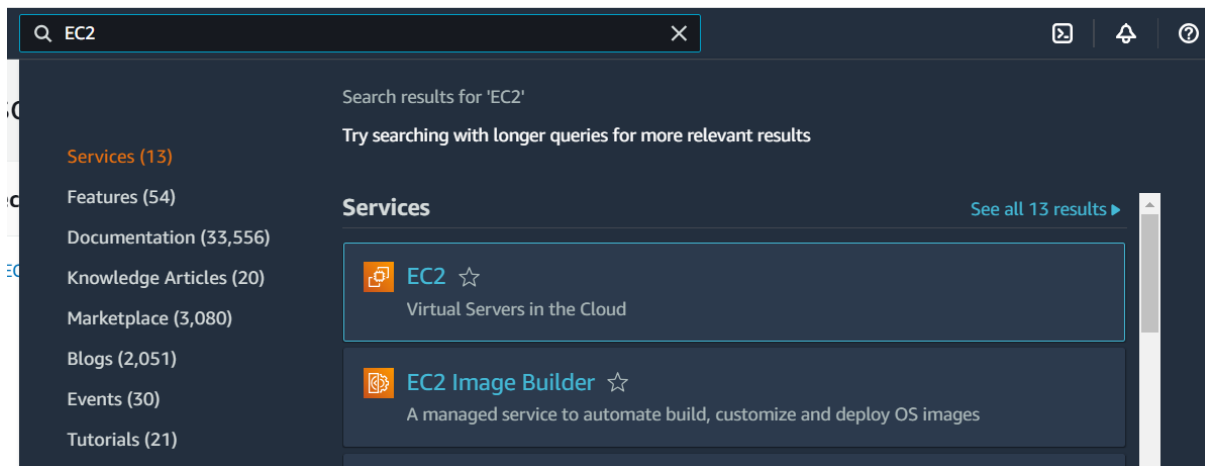 EC2
Search results for 'EC2'
Try searching with longer queries for more relevant results
Services (13)
Features (54)
Documentation (33,556)
Knowledge Articles (20)
Marketplace (3,080)
Blogs (2,051)
Events (30)
Tutorials (21)
Services
See all 13 results
EC2
Virtual Servers in the Cloud
EC2 Image Builder
A managed service to automate build, customize and deploy OS images